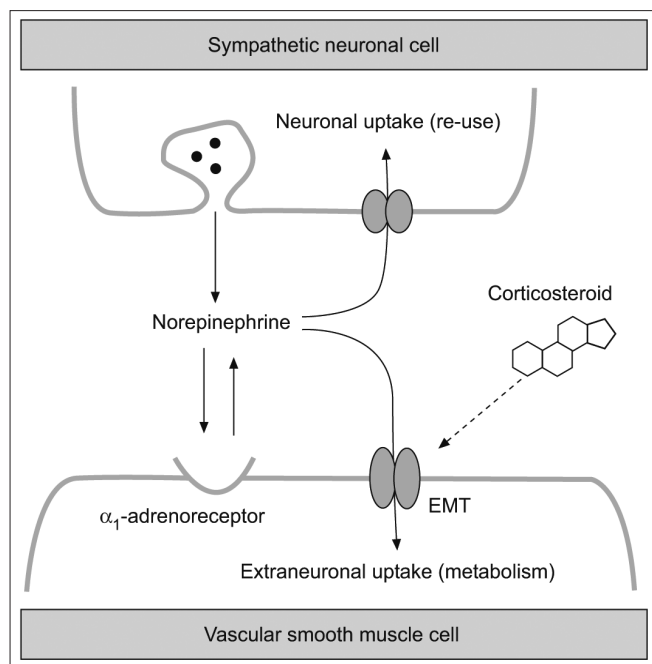 Sympathetic neuronal cell
Neuronal uptake (re-use)
Corticosteroid
Norepinephrine
α₁-adrenoreceptor
EMT
Extraneuronal uptake (metabolism)
Vascular smooth muscle cell